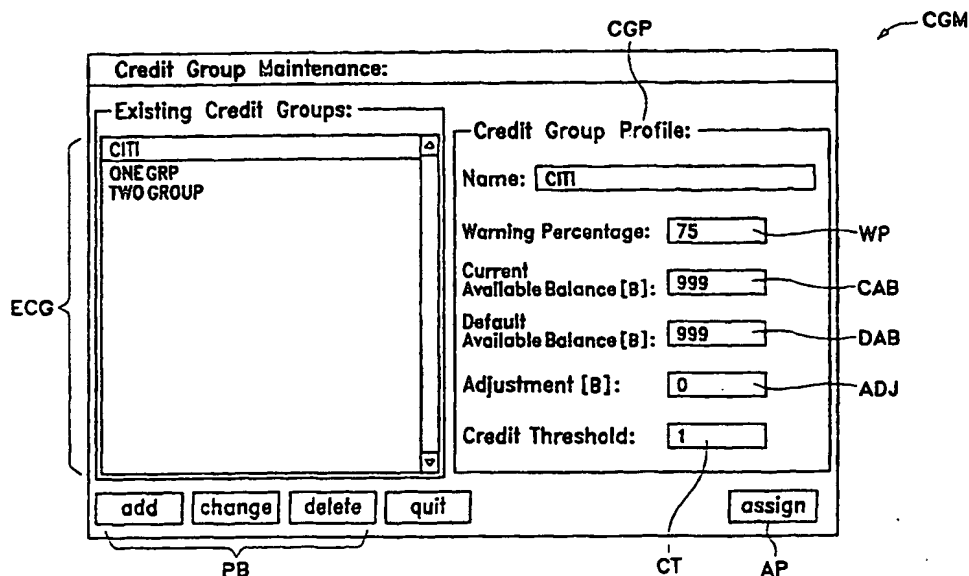 CGP
CGM
Credit Group Maintenance:
Existing Credit Groups:
CITI
ONE GRP
TWO GROUP
ECG
Credit Group Profile:
Name: CITI
Warning Percentage: 75
WP
Current
Available Balance [B]: 999
CAB
Default
Available Balance [B]: 999
DAB
Adjustment [B]: 0
ADJ
Credit Threshold: 1
add change delete quit assign
PB
CT
AP